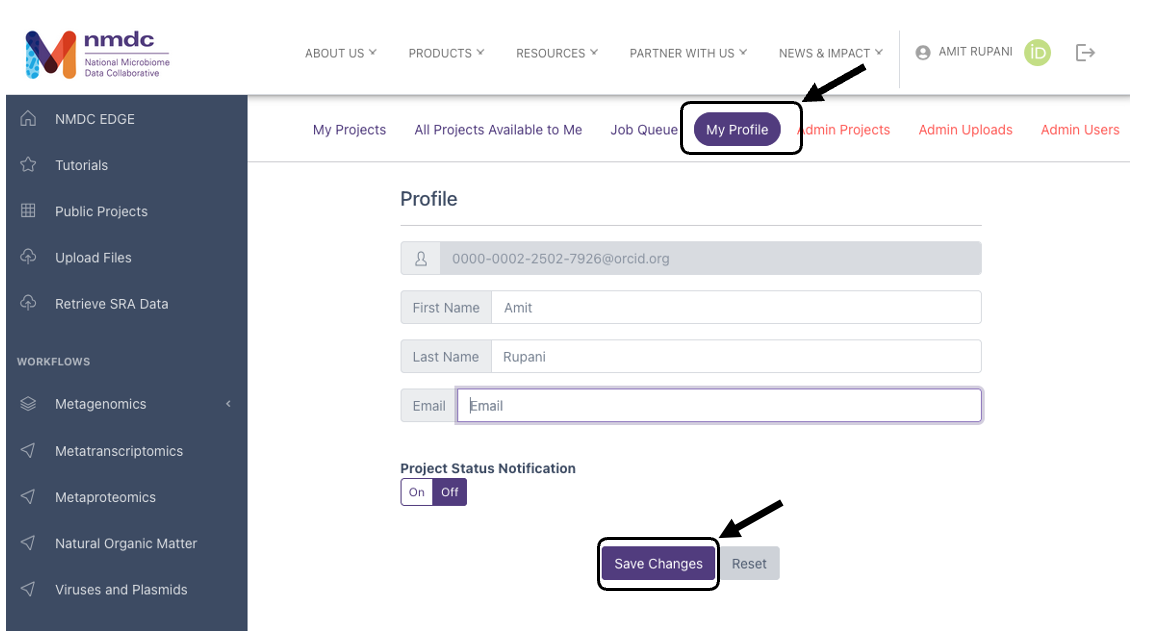 nmdc
National Microbiome
Data Collaborative
ABOUT US
PRODUCTS
RESOURCES
PARTNER WITH US
NEWS & IMPACT
AMIT RUPANI
iD
NMDC EDGE
Tutorials
Public Projects
Upload Files
Retrieve SRA Data
WORKFLOWS
Metagenomics
Metatranscriptomics
Metaproteomics
Natural Organic Matter
Viruses and Plasmids
My Projects
All Projects Available to Me
Job Queue
My Profile
Admin Projects
Admin Uploads
Admin Users
Profile
0000-0002-2502-7926@orcid.org
First Name Amit
Last Name Rupani
Email Email
Project Status Notification
On Off
Save Changes Reset